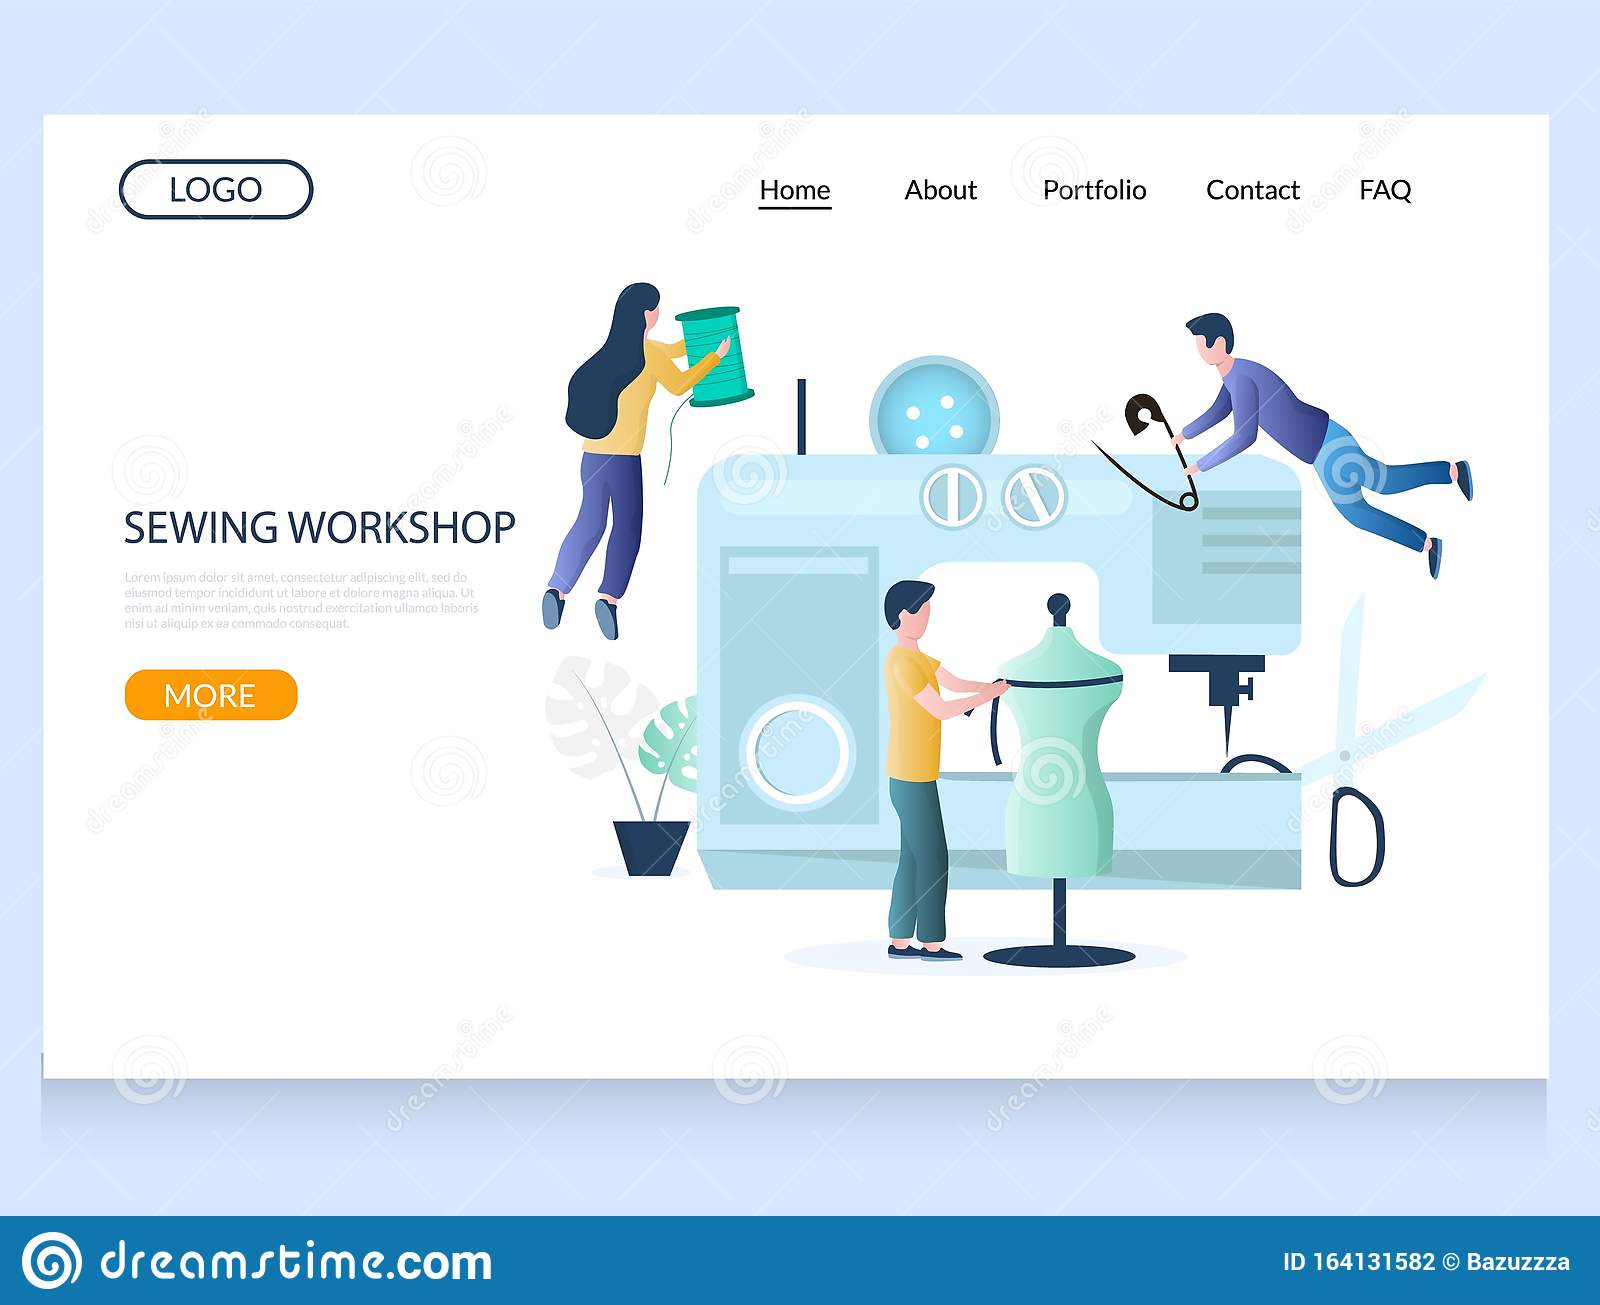 LOGO
Home About Portfolio Contact FAQ
SEWING WORKSHOP
Lorem ipsum dolor sit amet, consectetur adipiscing elit, sed do
eiusmod tempor incididunt ut labore et dolore magna aliqua. Ut
enim ad minim veniam, quis nostrud exercitation ullamco laboris
nisl ut aliquip ex ea commodo consequat.
MORE
dreamstime.com
ID 164131582 © Bazuzzza